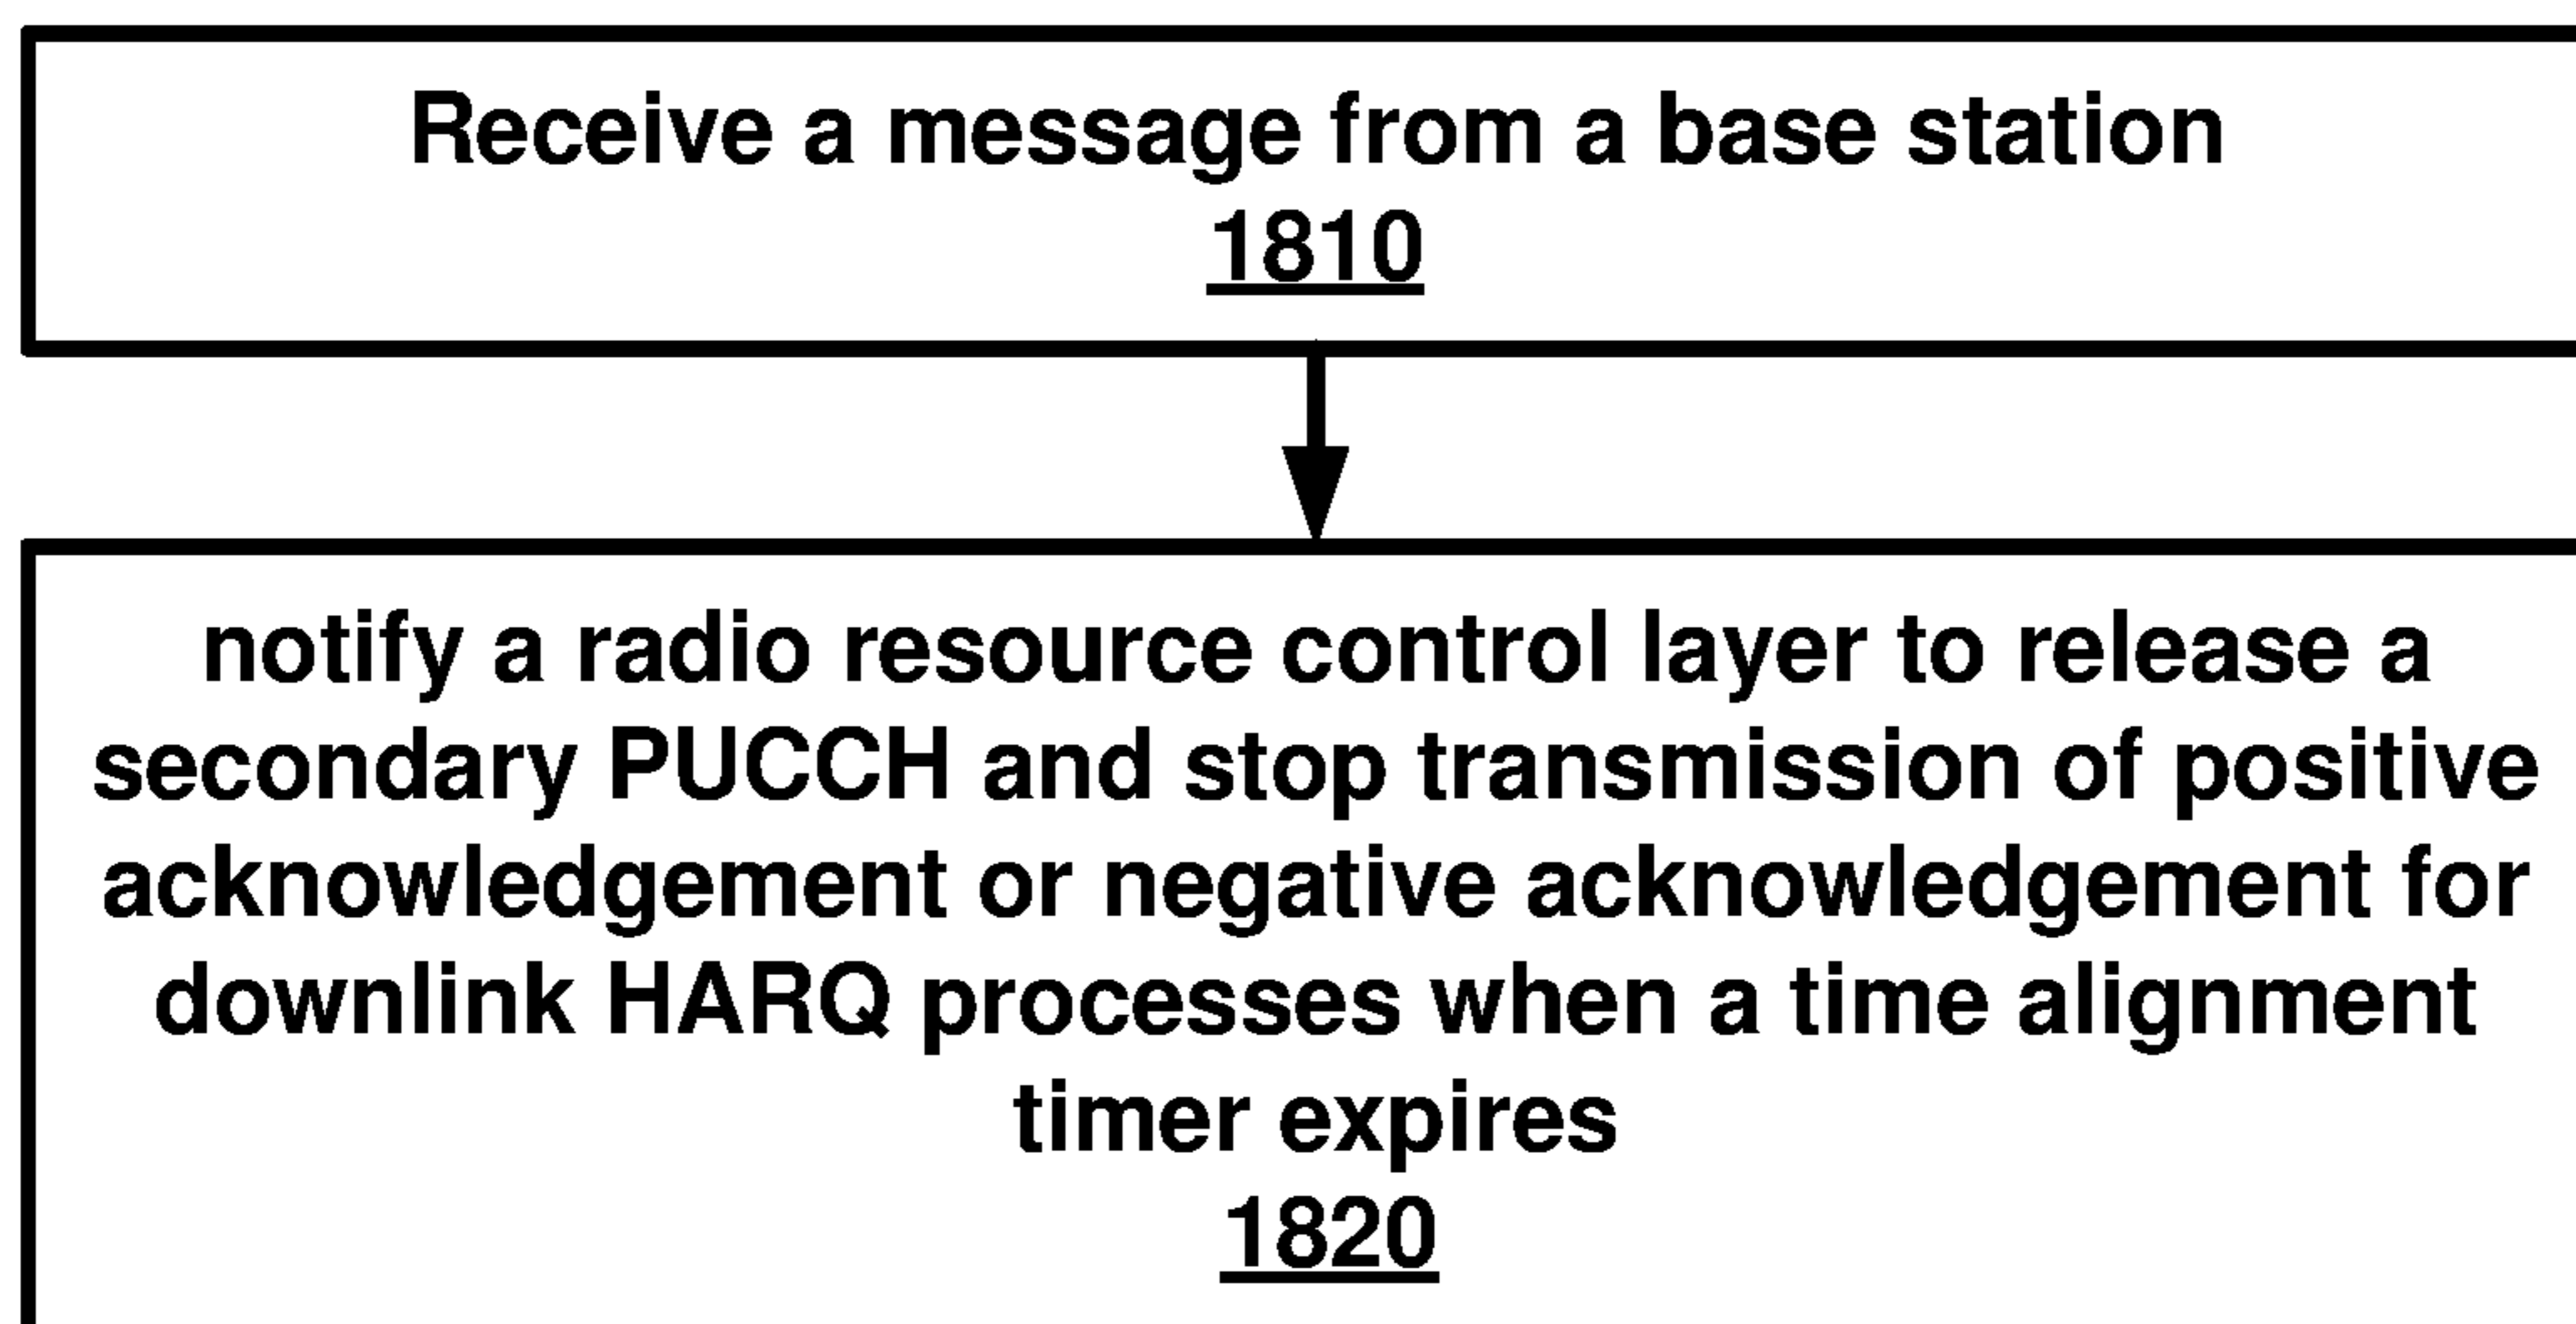 Receive a message from a base station
1810
notify a radio resource control layer to release a
secondary PUCCH and stop transmission of positive
acknowledgement or negative acknowledgement for
downlink HARQ processes when a time alignment
timer expires
1820